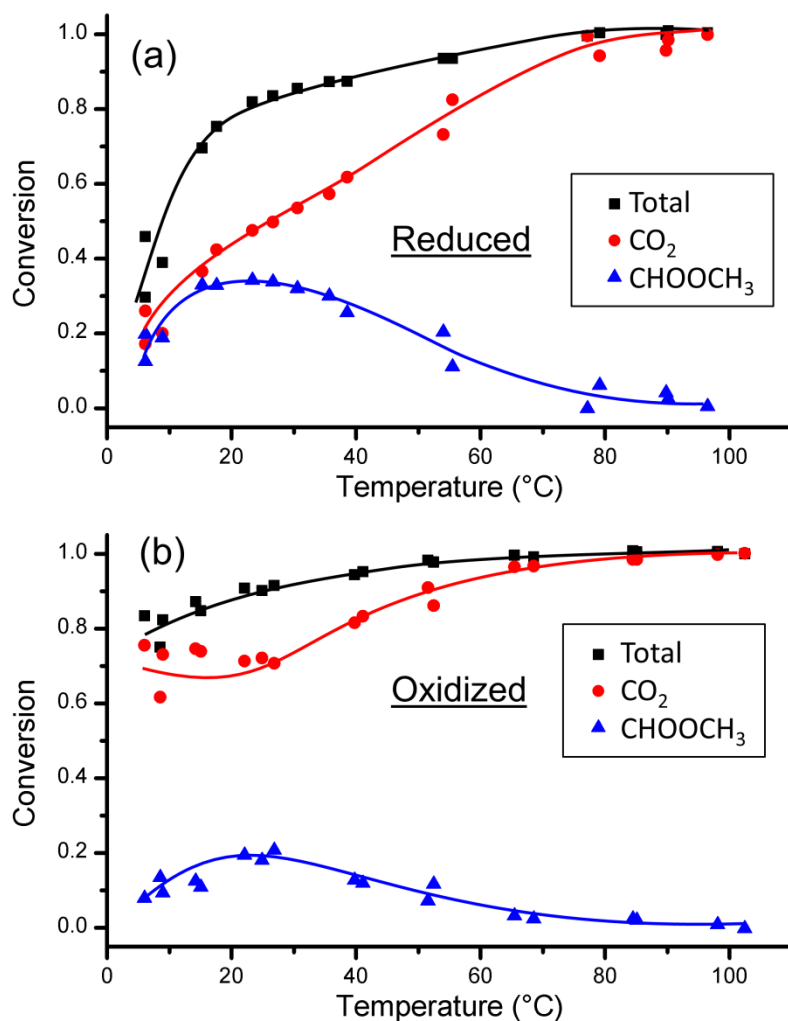 (a)
Conversion
1.0
0.8
0.6
0.4
0.2
0.0
Total
CO₂
CHOOCH₃
Reduced
0 20 40 60 80 100
Temperature (°C)
(b)
Conversion
1.0
0.8
0.6
0.4
0.2
0.0
Total
CO₂
CHOOCH₃
Oxidized
0 20 40 60 80 100
Temperature (°C)